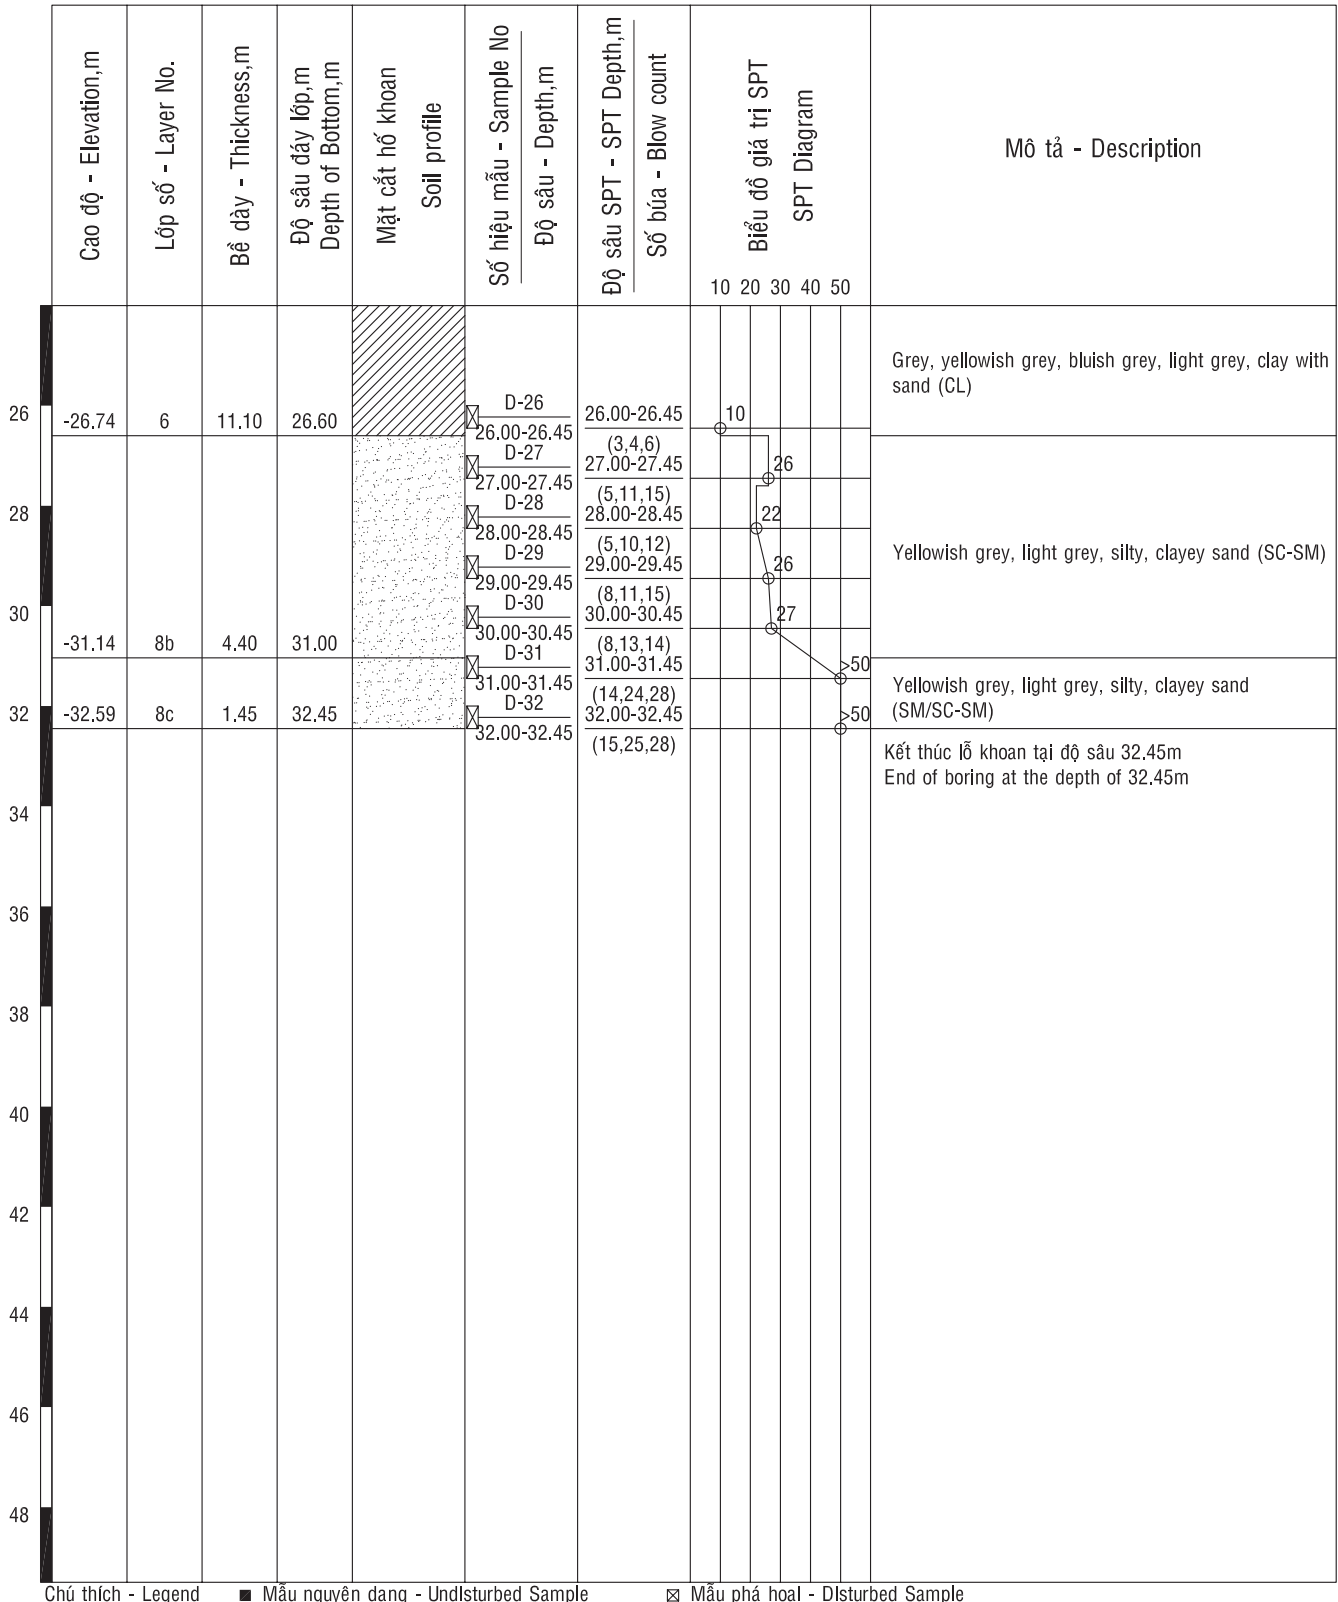 Cao độ - Elevation,m
Lớp số - Layer No.
Bề dày - Thickness,m
Độ sâu đáy lớp,m
Depth of Bottom,m
Mặt cắt hố khoan
Soil profile
Số hiệu mẫu - Sample No
Độ sâu - Depth,m
Độ sâu SPT - SPT Depth,m
Số búa - Blow count
Biểu đồ giá trị SPT
SPT Diagram
10 20 30 40 50
Mô tả - Description
Grey, yellowish grey, bluish grey, light grey, clay with
sand (CL)
26
-26.74 6 11.10 26.60
D-26
26.00-26.45
26.00-26.45
(3,4,6)
10
D-27
27.00-27.45
27.00-27.45
(5,11,15)
26
28
D-28
28.00-28.45
28.00-28.45
(5,10,12)
22
D-29
29.00-29.45
29.00-29.45
(8,11,15)
26
Yellowish grey, light grey, silty, clayey sand (SC-SM)
30
D-30
30.00-30.45
30.00-30.45
(8,13,14)
27
-31.14 8b 4.40 31.00
D-31
31.00-31.45
31.00-31.45
(14,24,28)
>50
Yellowish grey, light grey, silty, clayey sand
(SM/SC-SM)
32
-32.59 8c 1.45 32.45
D-32
32.00-32.45
32.00-32.45
(15,25,28)
>50
Kết thúc lỗ khoan tại độ sâu 32.45m
End of boring at the depth of 32.45m
34
36
38
40
42
44
46
48
Chú thích - Legend Mẫu nguyên dạng - Undisturbed Sample Mẫu phá hoại - Disturbed Sample